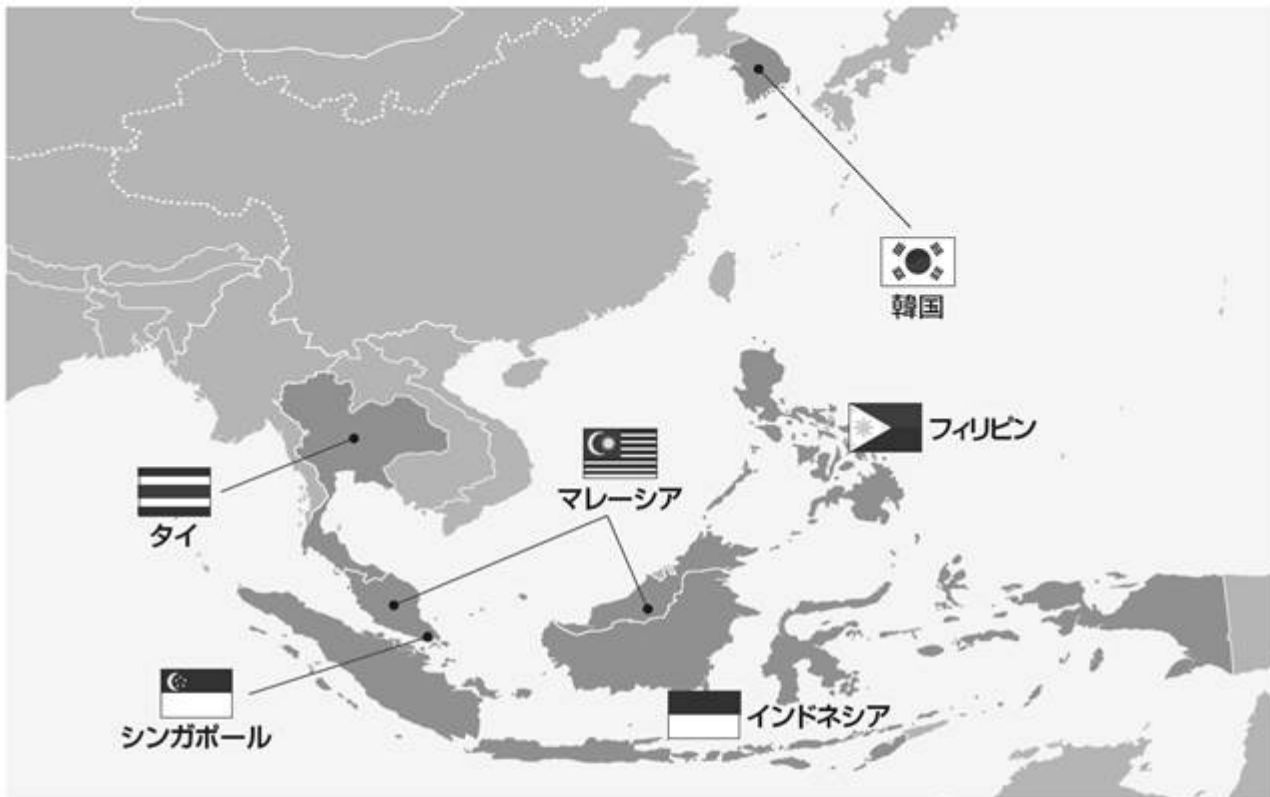 韓国
フィリピン
マレーシア
タイ
シンガポール
インドネシア